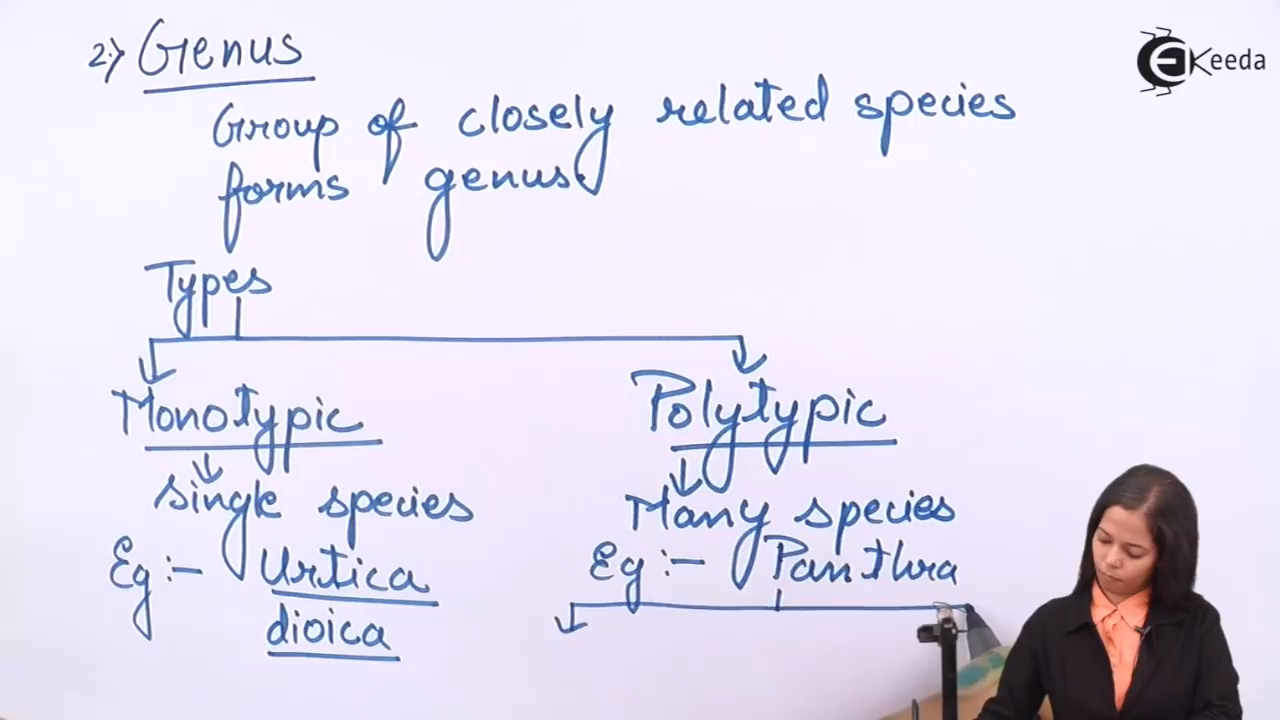 2.) Genus
Group of closely related species
forms genus.
Types
Monotypic
single species
Eg :- Urtica
dioica
Polytypic
Many species
Eg :- Panthra
EKeeda